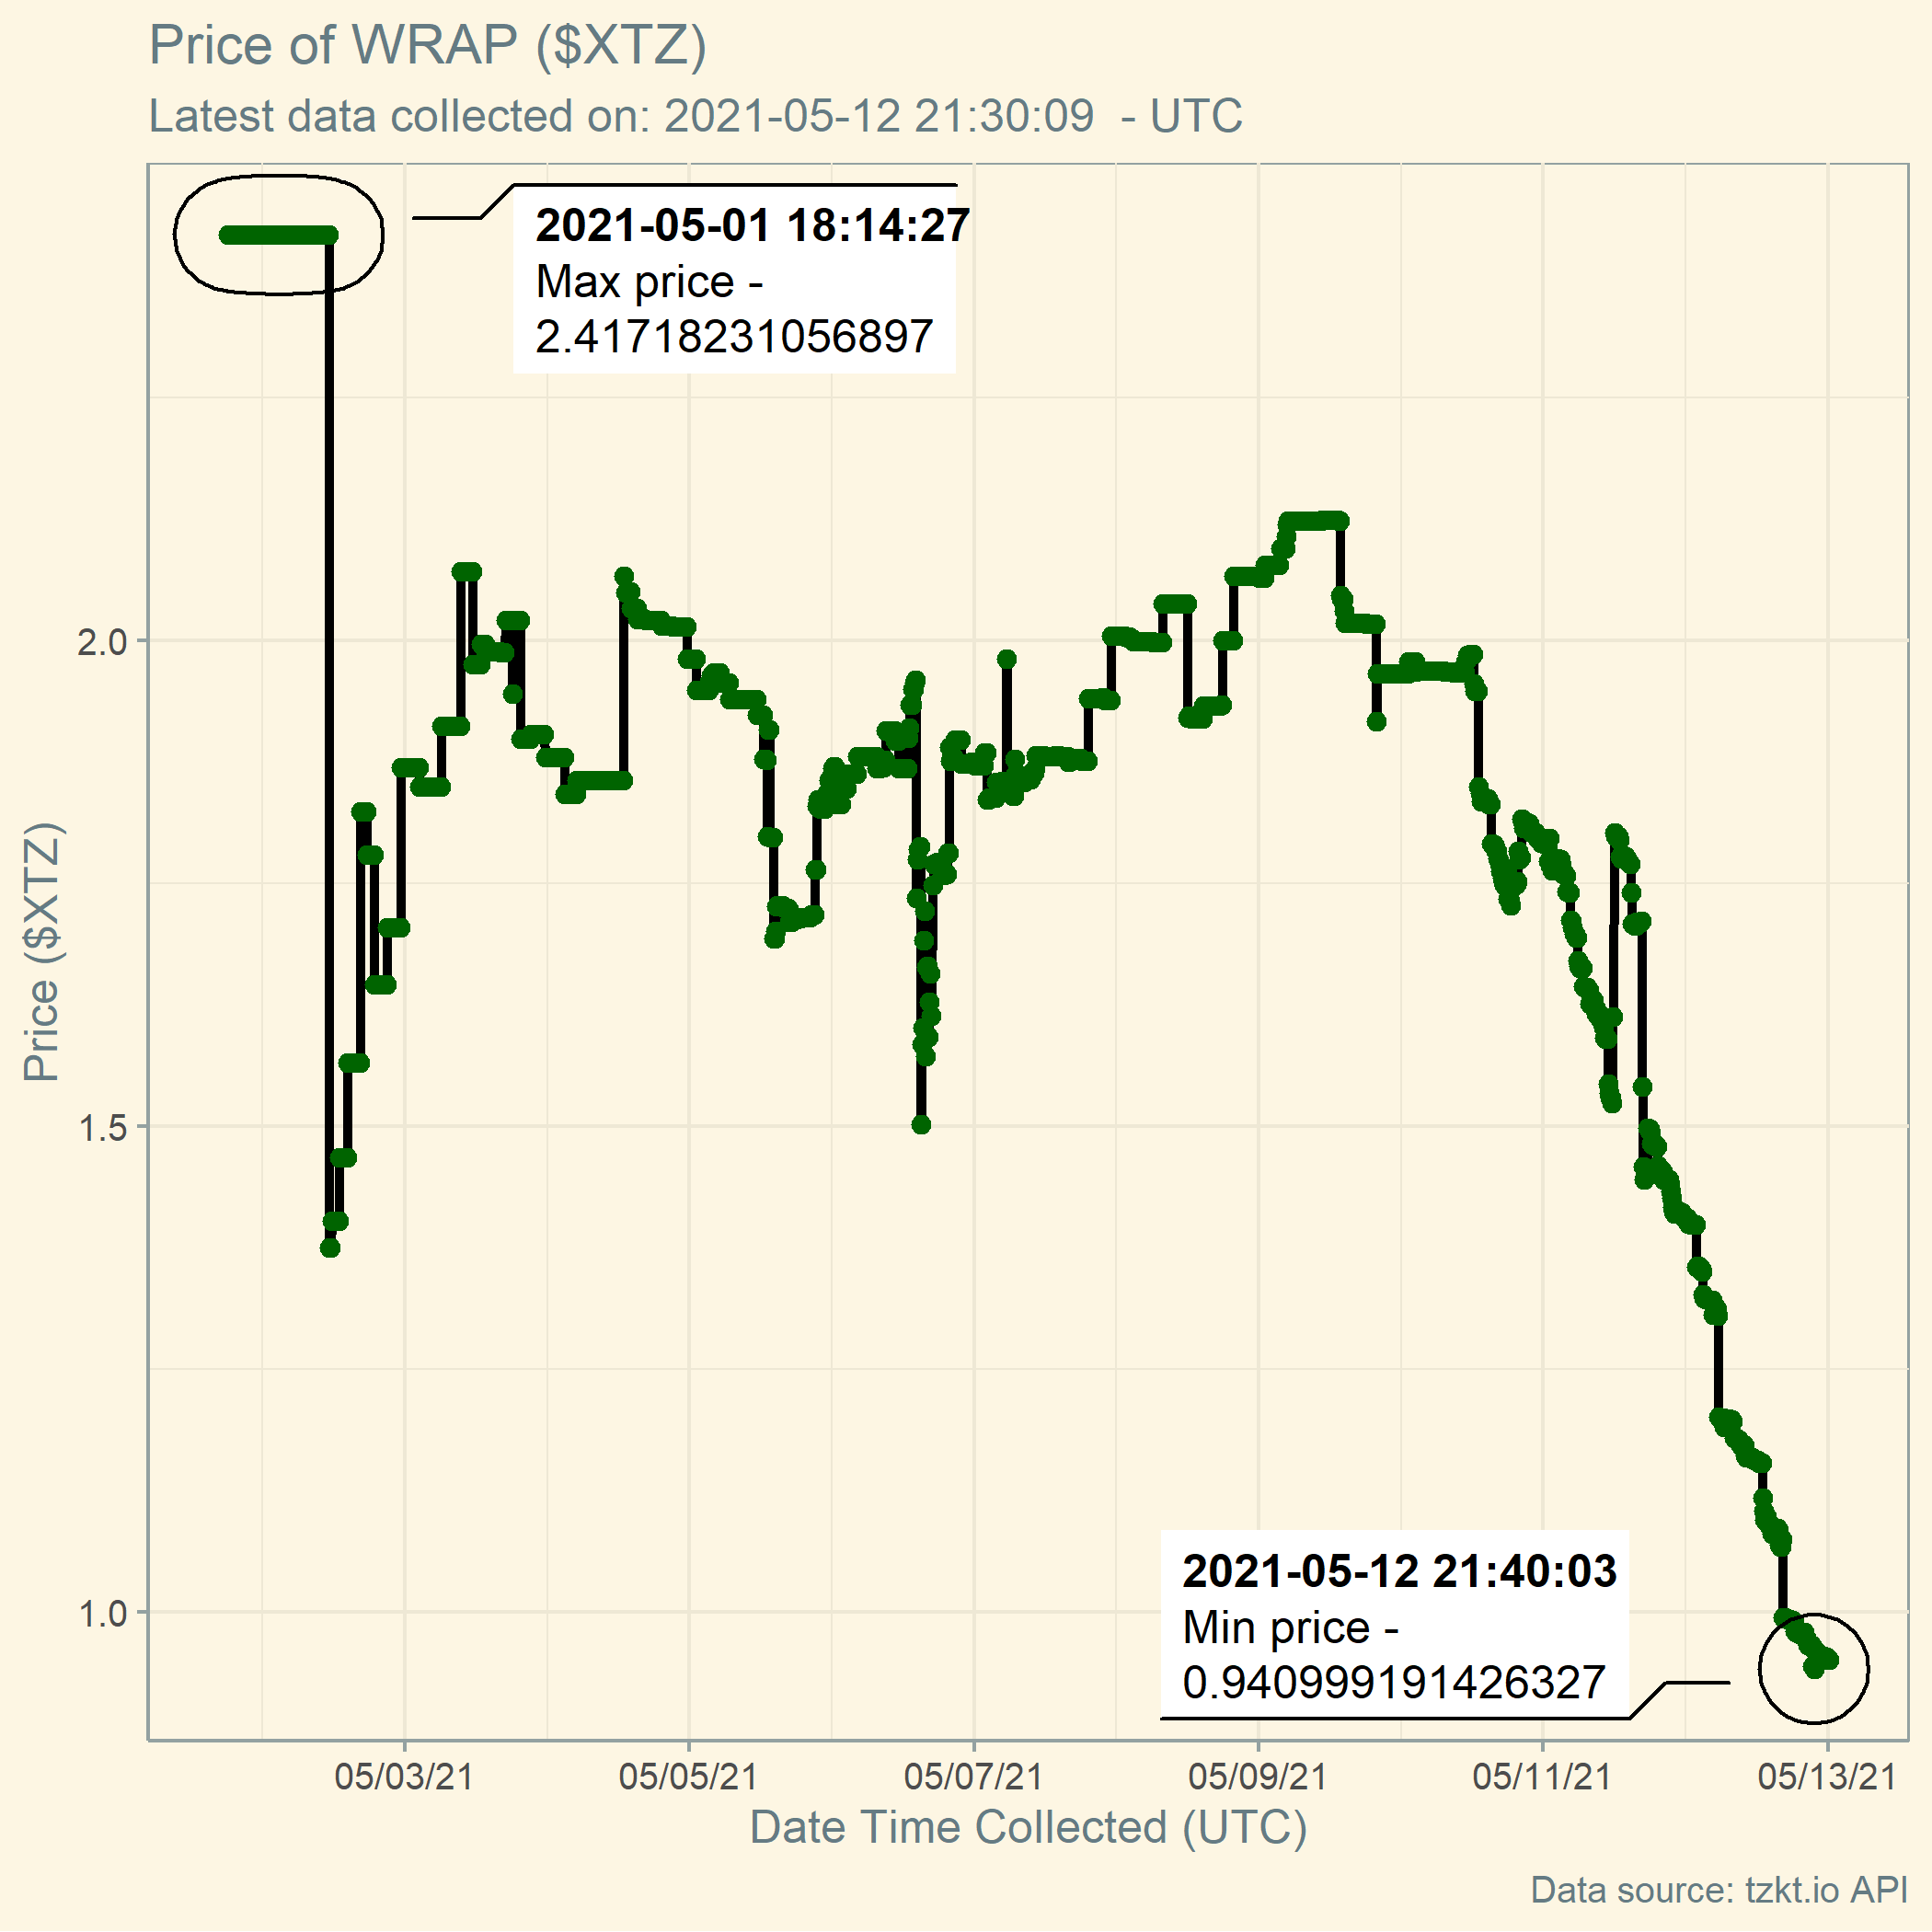 Price of WRAP ($XTZ)
Latest data collected on: 2021-05-12 21:30:09  - UTC
2021-05-01 18:14:27
Max price -
2.41718231056897
Price ($XTZ)
2.0
1.5
1.0
2021-05-12 21:40:03
Min price -
0.940999191426327
05/03/21
05/05/21
05/07/21
05/09/21
05/11/21
05/13/21
Date Time Collected (UTC)
Data source: tzkt.io API